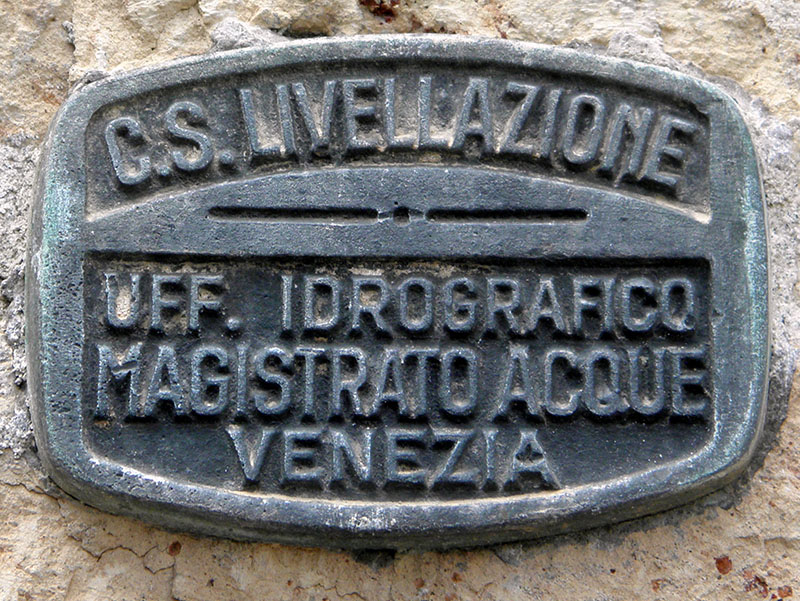 C.S. LIVELLAZIONE
UFF. IDROGRAFICO
MAGISTRATO ACQUE
VENEZIA